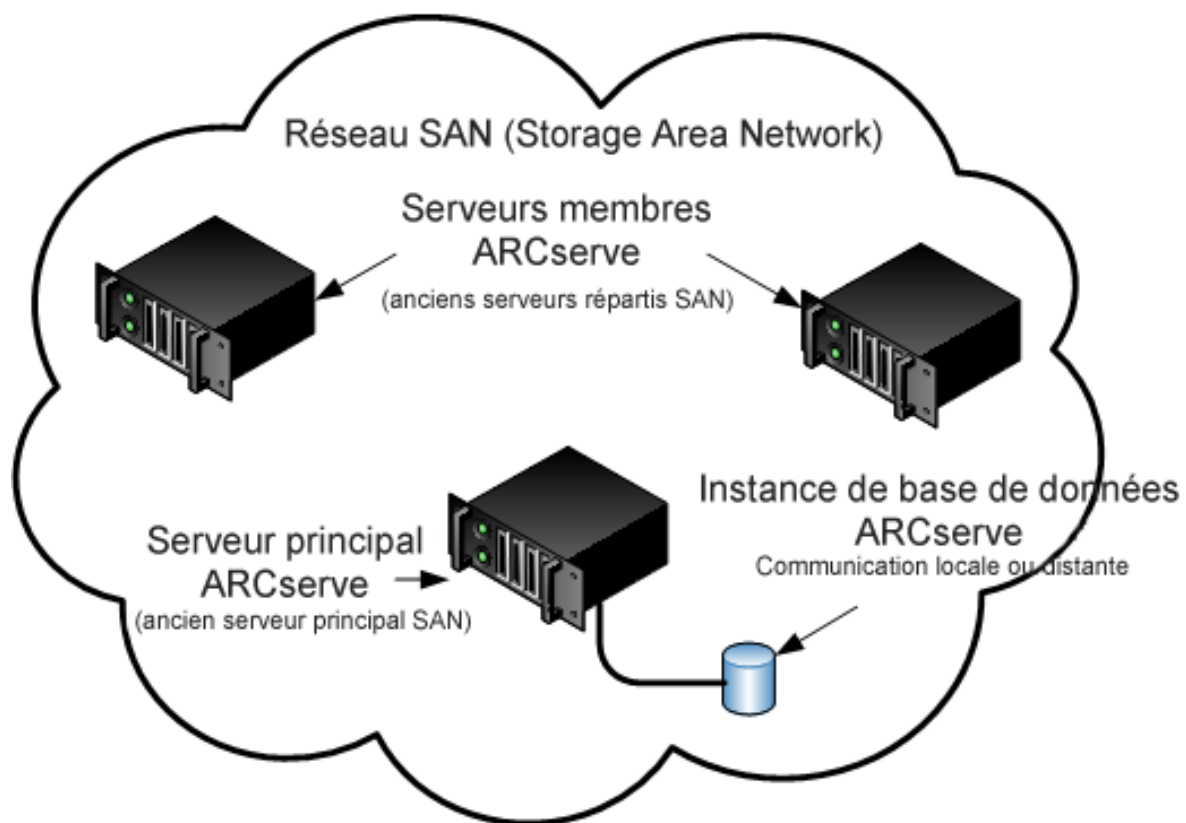 Réseau SAN (Storage Area Network)
Serveurs membres
ARCserve
(anciens serveurs répartis SAN)
Instance de base de données
ARCserve
Communication locale ou distante
Serveur principal
ARCserve
(ancien serveur principal SAN)